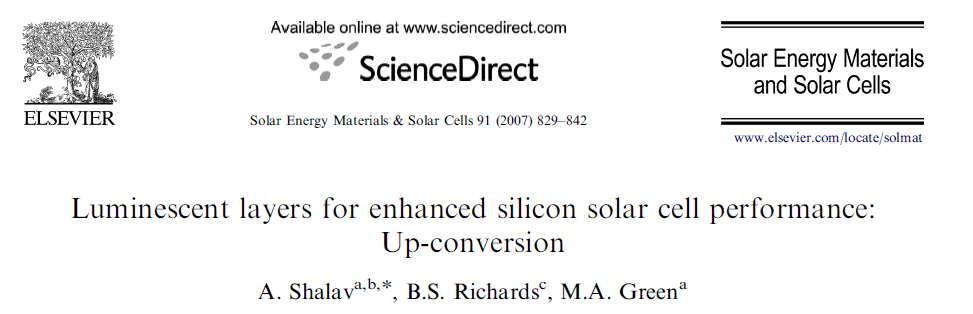 Available online at www.sciencedirect.com
ScienceDirect
ELSEVIER
Solar Energy Materials & Solar Cells 91 (2007) 829–842
Solar Energy Materials
and Solar Cells
www.elsevier.com/locate/solmat
Luminescent layers for enhanced silicon solar cell performance:
Up-conversion
A. Shalav^a,b,*, B.S. Richards^c, M.A. Green^a